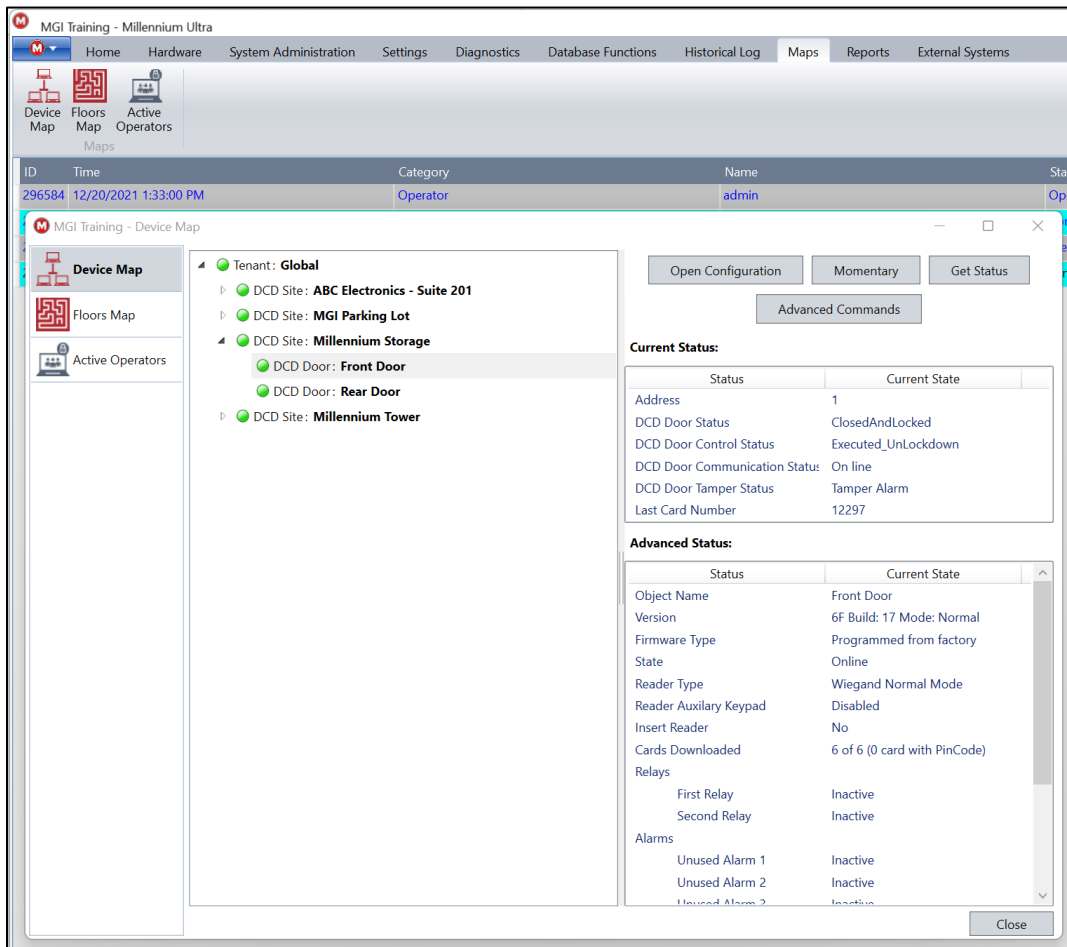 M MGI Training - Millennium Ultra
M Home Hardware System Administration Settings Diagnostics Database Functions Historical Log Maps Reports External Systems
Device Map Floors Map Active Operators
Maps
ID Time Category Name Sta
296584 12/20/2021 1:33:00 PM Operator admin Op
M MGI Training - Device Map
Device Map
Floors Map
Active Operators
Tenant: Global
DCD Site: ABC Electronics - Suite 201
DCD Site: MGI Parking Lot
DCD Site: Millennium Storage
DCD Door: Front Door
DCD Door: Rear Door
DCD Site: Millennium Tower
Open Configuration Momentary Get Status
Advanced Commands
Current Status:
Status Current State
Address 1
DCD Door Status ClosedAndLocked
DCD Door Control Status Executed_UnLockdown
DCD Door Communication Status On line
DCD Door Tamper Status Tamper Alarm
Last Card Number 12297
Advanced Status:
Status Current State
Object Name Front Door
Version 6F Build: 17 Mode: Normal
Firmware Type Programmed from factory
State Online
Reader Type Wiegand Normal Mode
Reader Auxilary Keypad Disabled
Insert Reader No
Cards Downloaded 6 of 6 (0 card with PinCode)
Relays
First Relay Inactive
Second Relay Inactive
Alarms
Unused Alarm 1 Inactive
Unused Alarm 2 Inactive
Unused Alarm 3 Inactive
Close